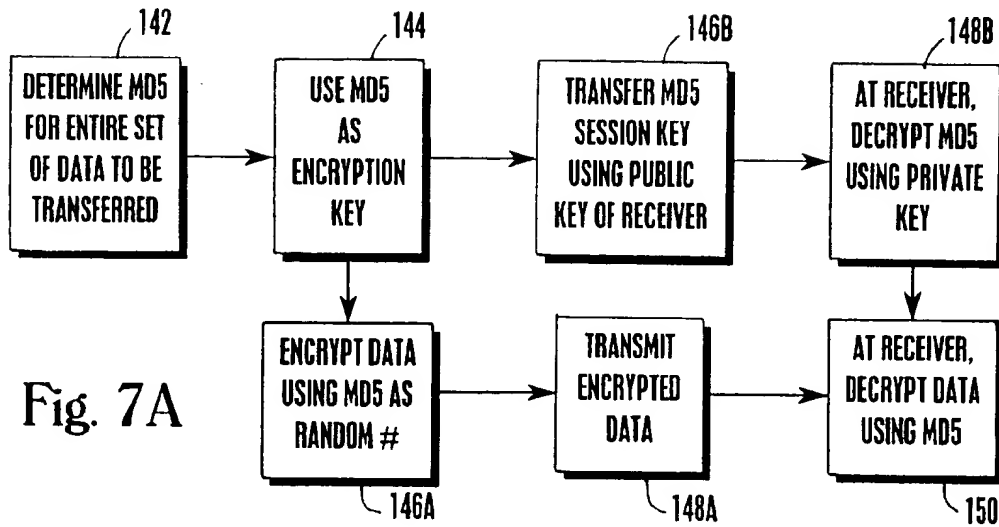 142
DETERMINE MD5
FOR ENTIRE SET
OF DATA TO BE
TRANSFERRED
144
USE MD5
AS
ENCRYPTION
KEY
146B
TRANSFER MD5
SESSION KEY
USING PUBLIC
KEY OF RECEIVER
148B
AT RECEIVER,
DECRYPT MD5
USING PRIVATE
KEY
Fig. 7A
ENCRYPT DATA
USING MD5 AS
RANDOM #
146A
TRANSMIT
ENCRYPTED
DATA
148A
AT RECEIVER,
DECRYPT DATA
USING MD5
150